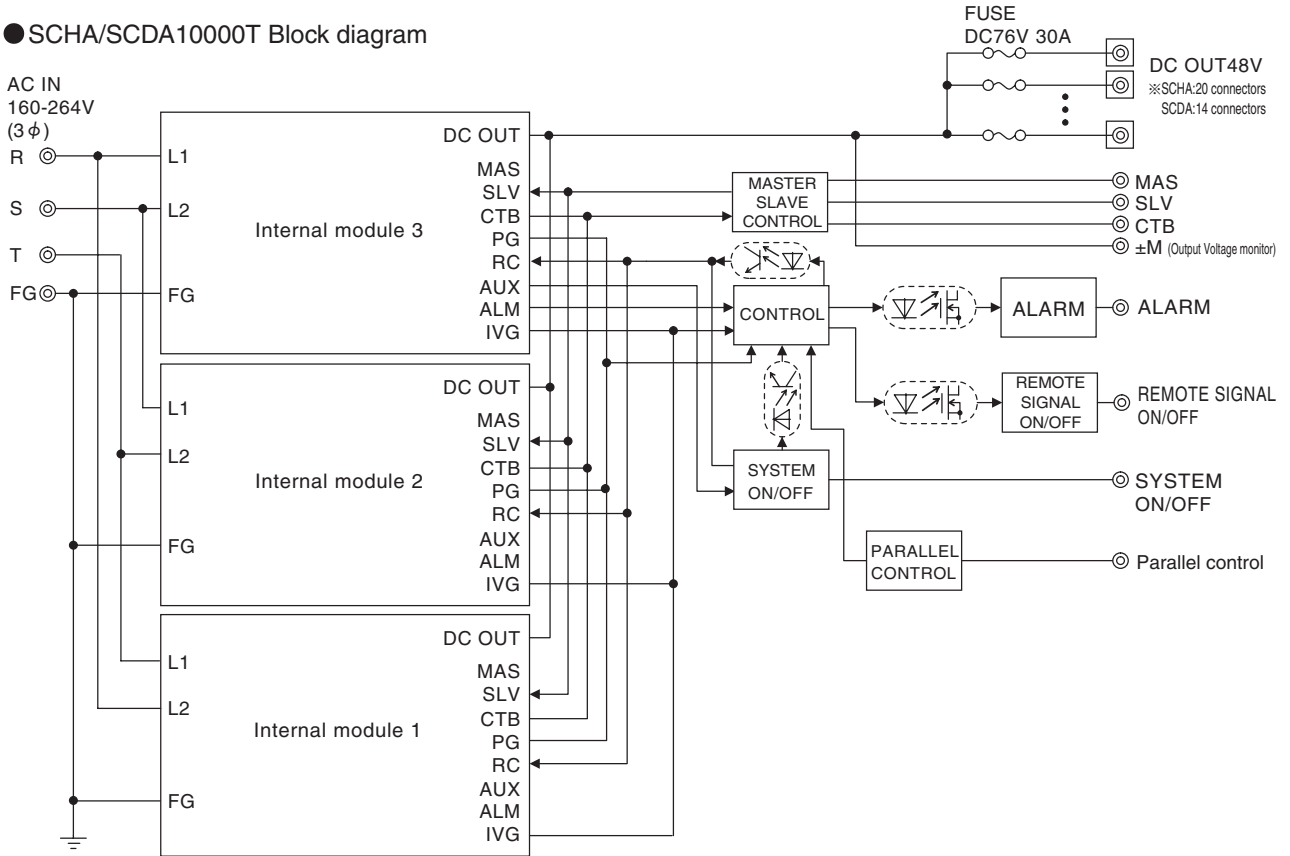 ●SCHA/SCDA10000T Block diagram
FUSE
DC76V 30A
DC OUT48V
※SCHA:20 connectors
SCDA:14 connectors
AC IN
160-264V
(3φ)
R
S
T
FG
L1
L2
FG
Internal module 3
DC OUT
MAS
SLV
CTB
PG
RC
AUX
ALM
IVG
L1
L2
FG
Internal module 2
DC OUT
MAS
SLV
CTB
PG
RC
AUX
ALM
IVG
L1
L2
FG
Internal module 1
DC OUT
MAS
SLV
CTB
PG
RC
AUX
ALM
IVG
MASTER
SLAVE
CONTROL
MAS
SLV
CTB
±M (Output Voltage monitor)
CONTROL
ALARM
ALARM
REMOTE
SIGNAL
ON/OFF
REMOTE SIGNAL
ON/OFF
SYSTEM
ON/OFF
SYSTEM
ON/OFF
PARALLEL
CONTROL
Parallel control